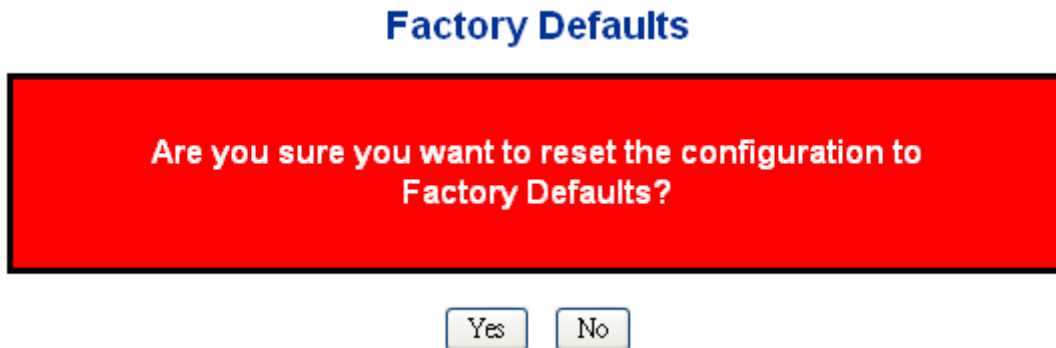 Factory Defaults
Are you sure you want to reset the configuration to
Factory Defaults?
Yes No